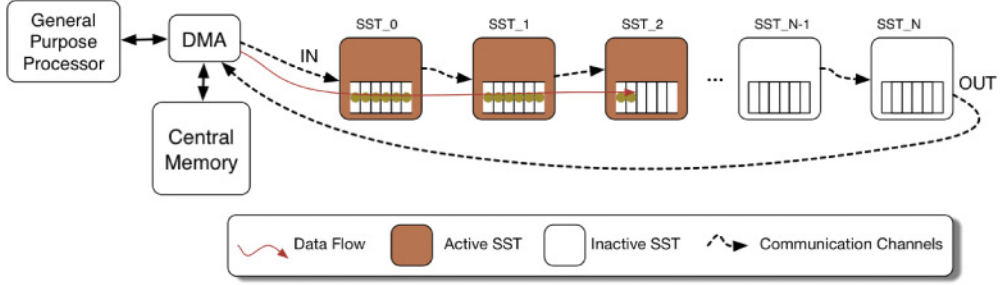 General
Purpose
Processor
DMA
Central
Memory
IN
SST_0
SST_1
SST_2
...
SST_N-1
SST_N
OUT
Data Flow
Active SST
Inactive SST
Communication Channels